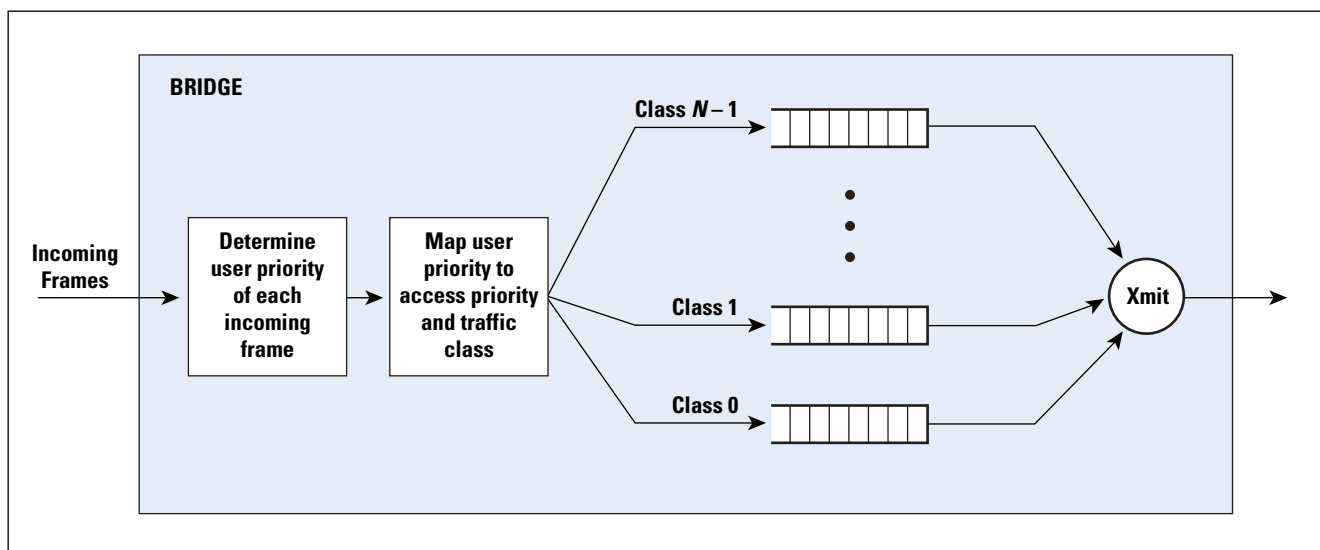 BRIDGE
Incoming
Frames
Determine
user priority
of each
incoming
frame
Map user
priority to
access priority
and traffic
class
Class N – 1
Class 1
Class 0
Xmit